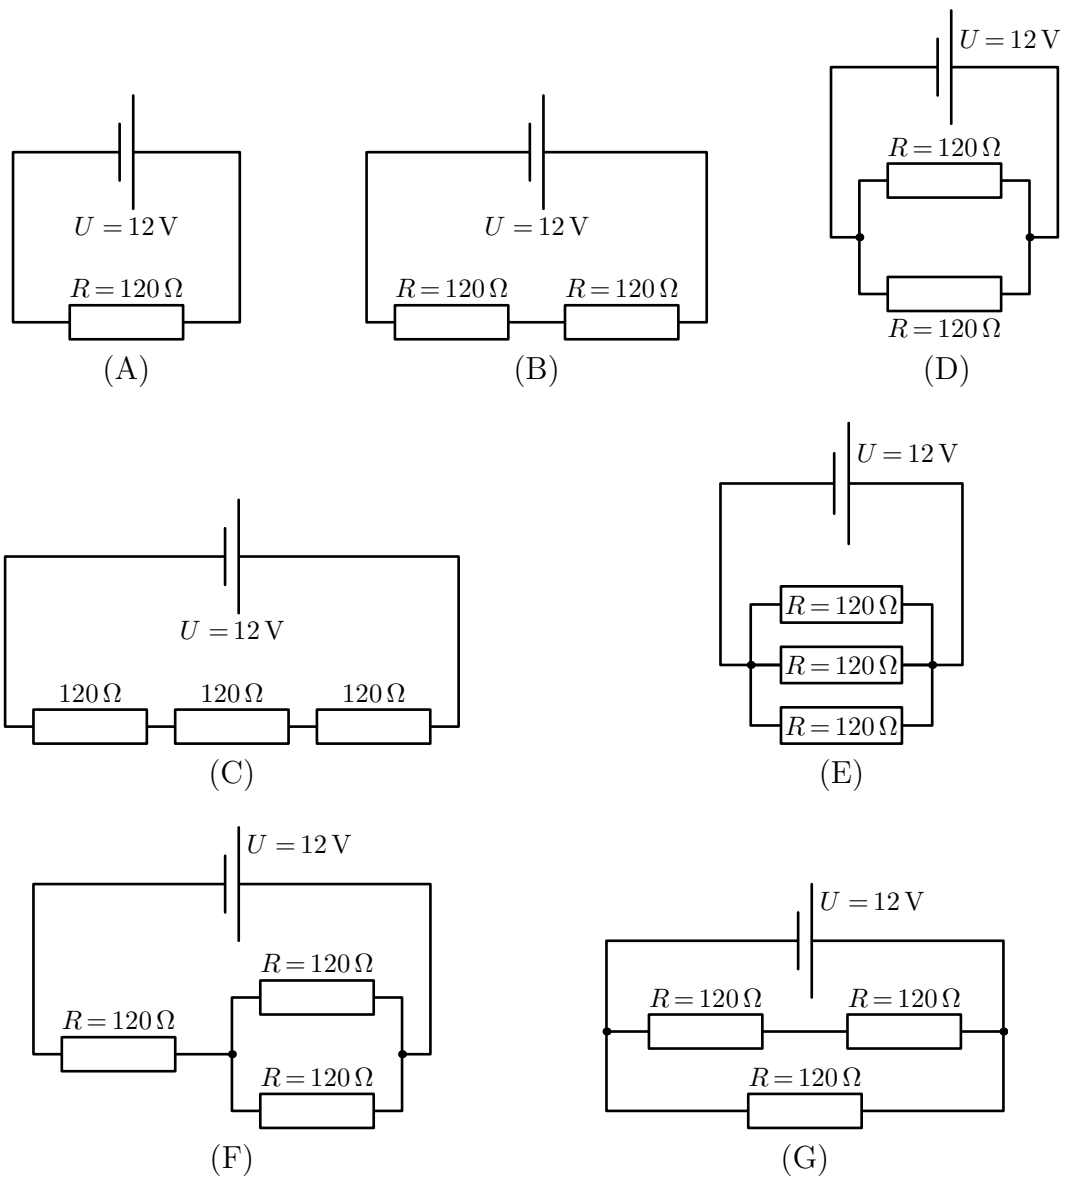 U = 12 V
R = 120 Ω
(A)
U = 12 V
R = 120 Ω R = 120 Ω
(B)
U = 12 V
R = 120 Ω
R = 120 Ω
(D)
U = 12 V
120 Ω 120 Ω 120 Ω
(C)
U = 12 V
R = 120 Ω
R = 120 Ω
R = 120 Ω
(E)
U = 12 V
R = 120 Ω
R = 120 Ω
R = 120 Ω
(F)
U = 12 V
R = 120 Ω R = 120 Ω
R = 120 Ω
(G)